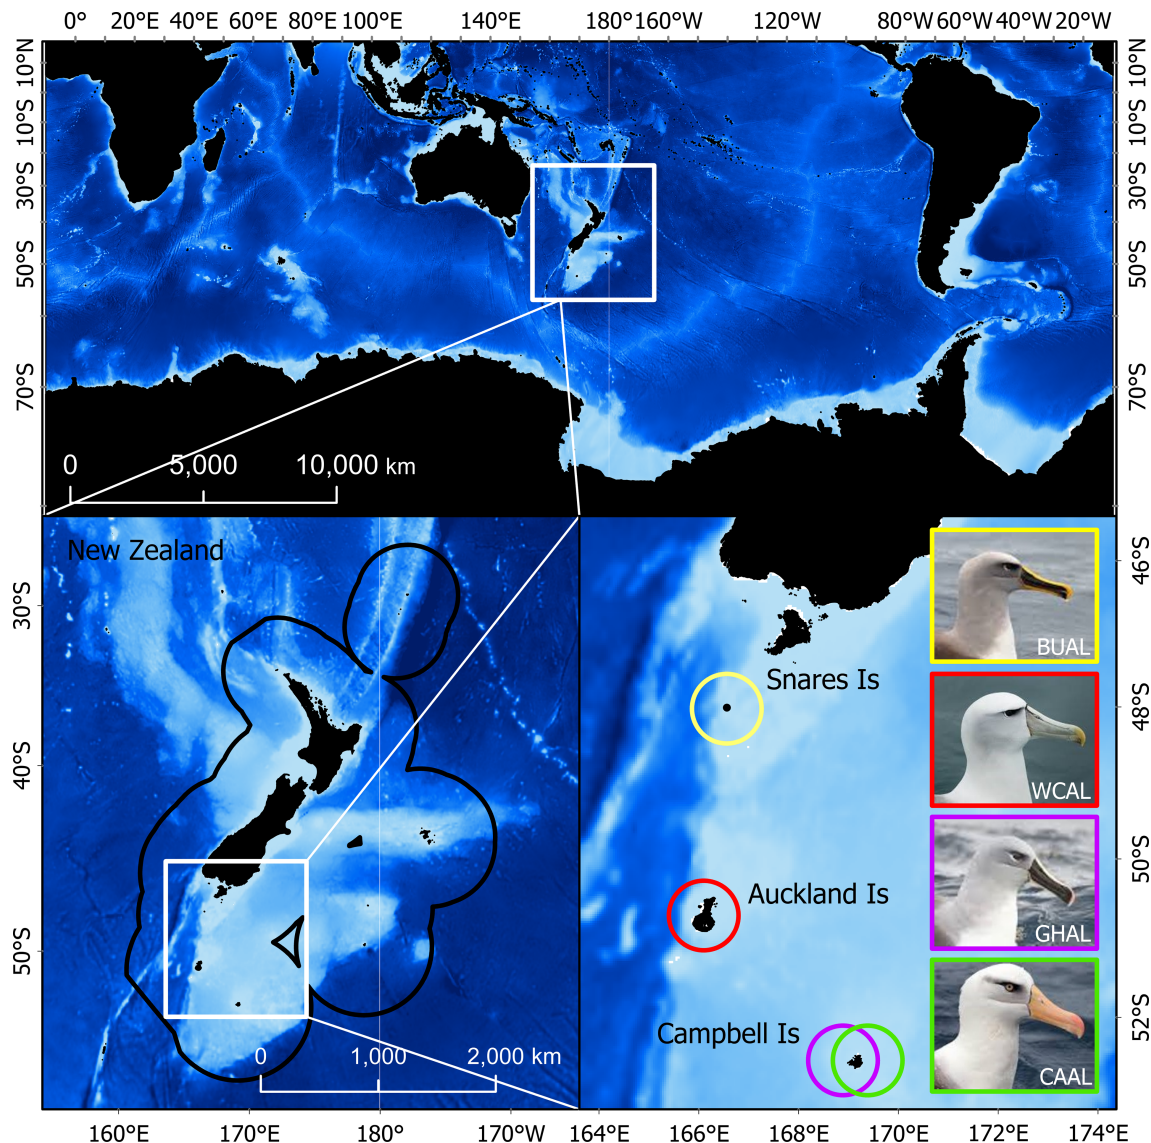 0° 20°E 40°E 60°E 80°E 100°E 140°E 180° 160°W 120°W 80°W 60°W 40°W 20°W
10°N 10°N
10°S 10°S
30°S 30°S
50°S 50°S
70°S 70°S
0 5,000 10,000 km
New Zealand
30°S
40°S
50°S
0 1,000 2,000 km
160°E 170°E 180° 170°W
46°S
BUAL
Snares Is
48°S
WCAL
50°S
Auckland Is
GHAL
52°S
Campbell Is
CAAL
164°E 166°E 168°E 170°E 172°E 174°E